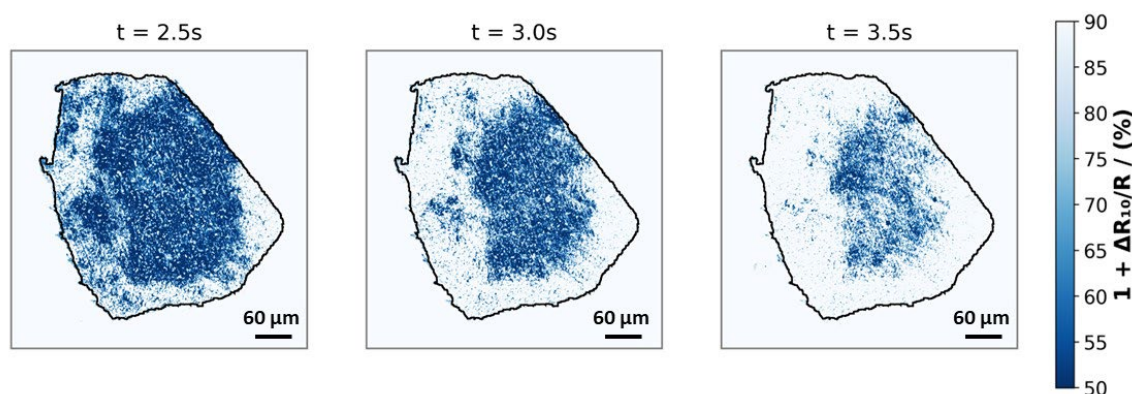 t = 2.5s
t = 3.0s
t = 3.5s
60 µm
60 µm
60 µm
90
85
80
75
70
65
60
55
50
1 + ΔR₁₀/R / (%)